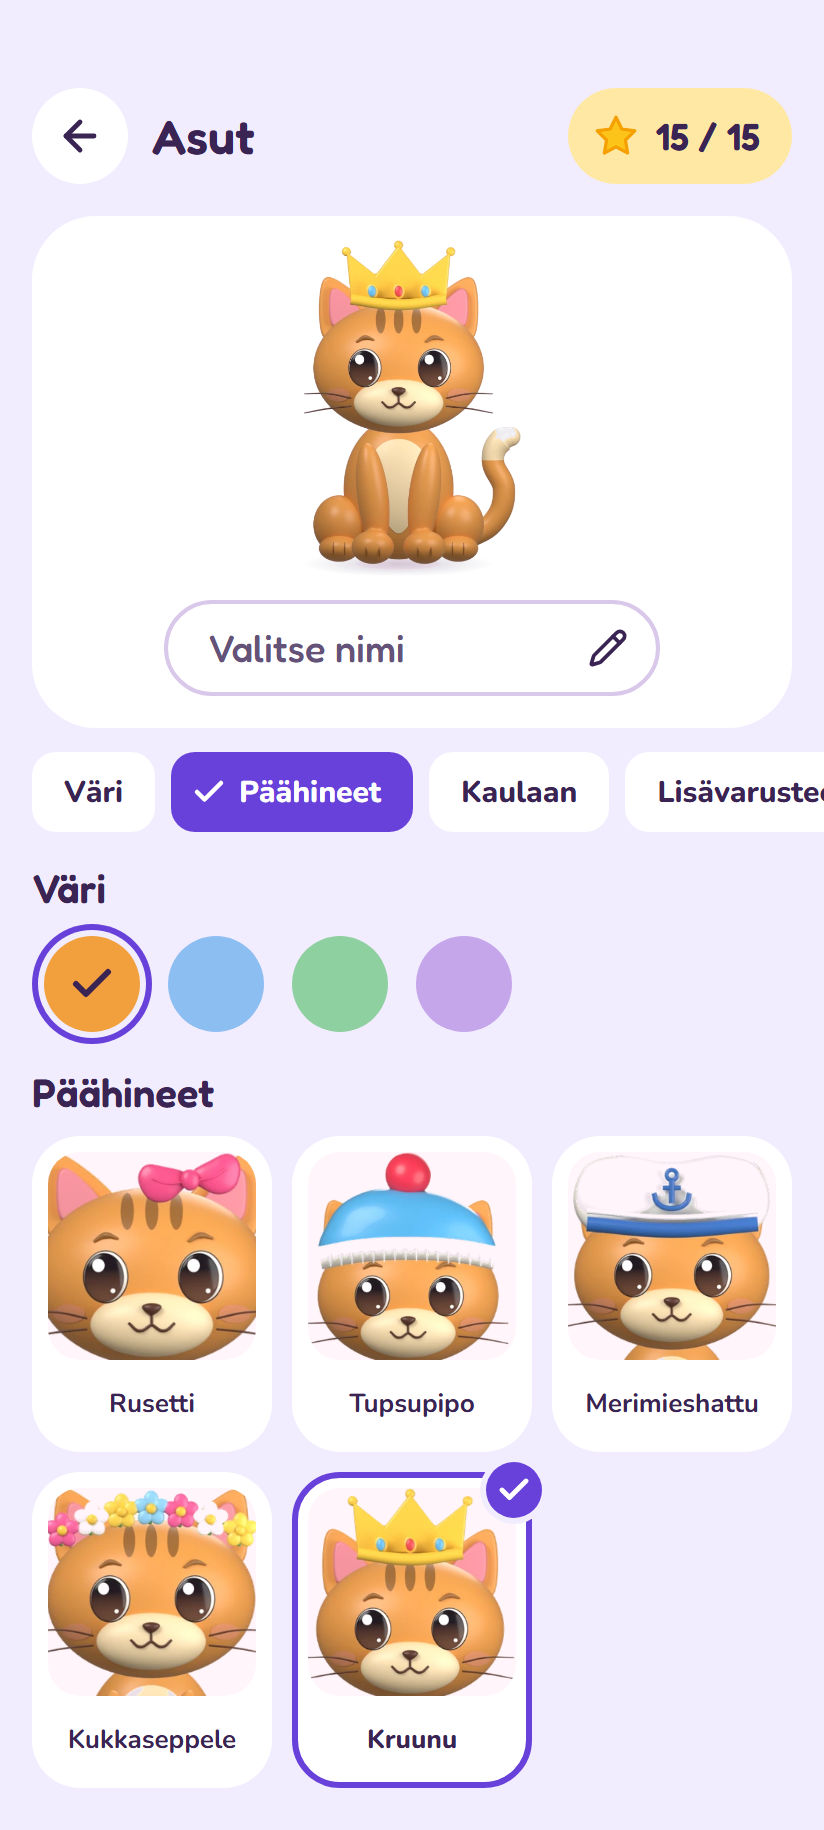 Asut
15 / 15
Valitse nimi
Väri
Päähineet
Kaulaan
Väri
Päähineet
Rusetti
Tupsupipo
Merimieshattu
Kukkaseppele
Kruunu